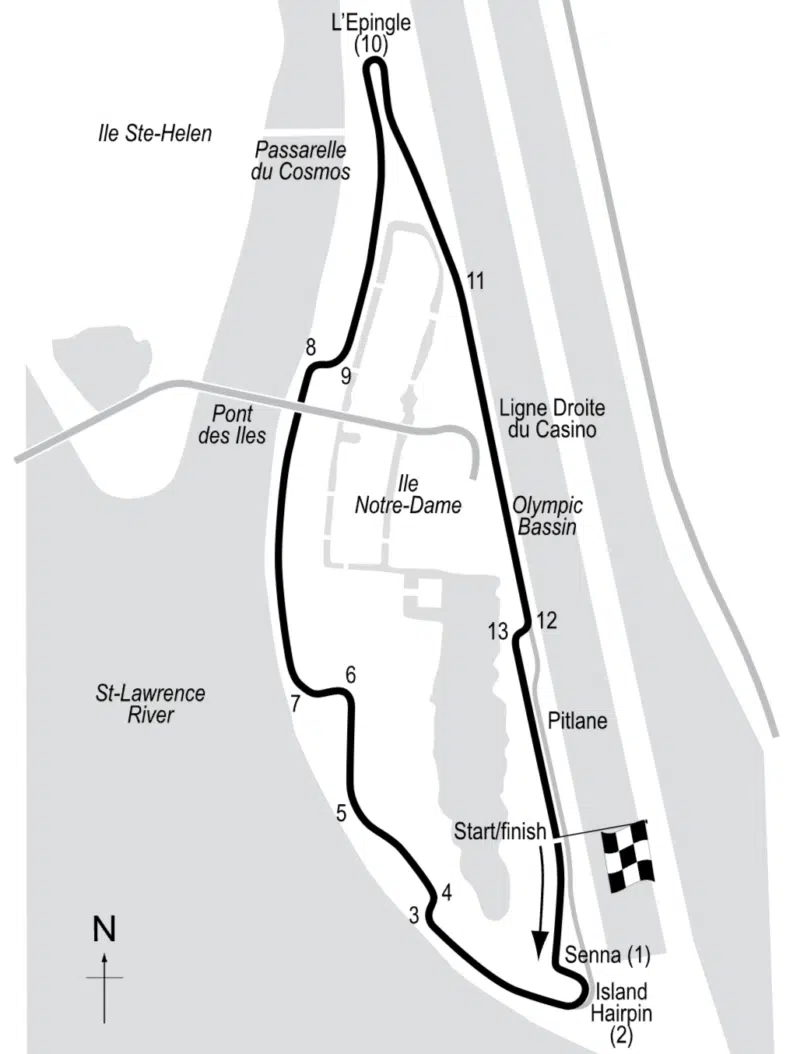 L'Epingle
(10)
Ile Ste-Helen
Passarelle
du Cosmos
11
8
9
Pont
des Iles
Ligne Droite
du Casino
Ile
Notre-Dame
Olympic
Bassin
12
13
6
7
St-Lawrence
River
Pitlane
5
Start/finish
4
3
N
Senna (1)
Island
Hairpin
(2)